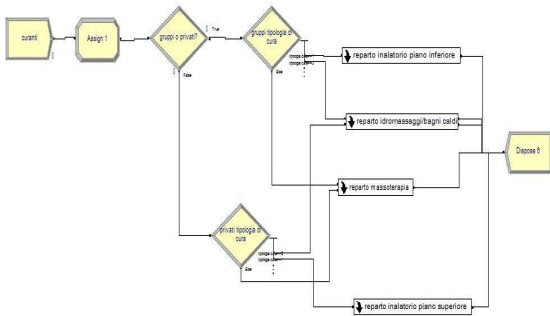 curanti
Assign 1
gruppi o privati?
True
False
gruppi tipologia di
cura
Else
reparto inalatorio piano inferiore
reparto idromassaggi/bagni caldi
reparto massoterapia
Dispose 6
privati tipologia di
cura
Else
reparto inalatorio piano superiore